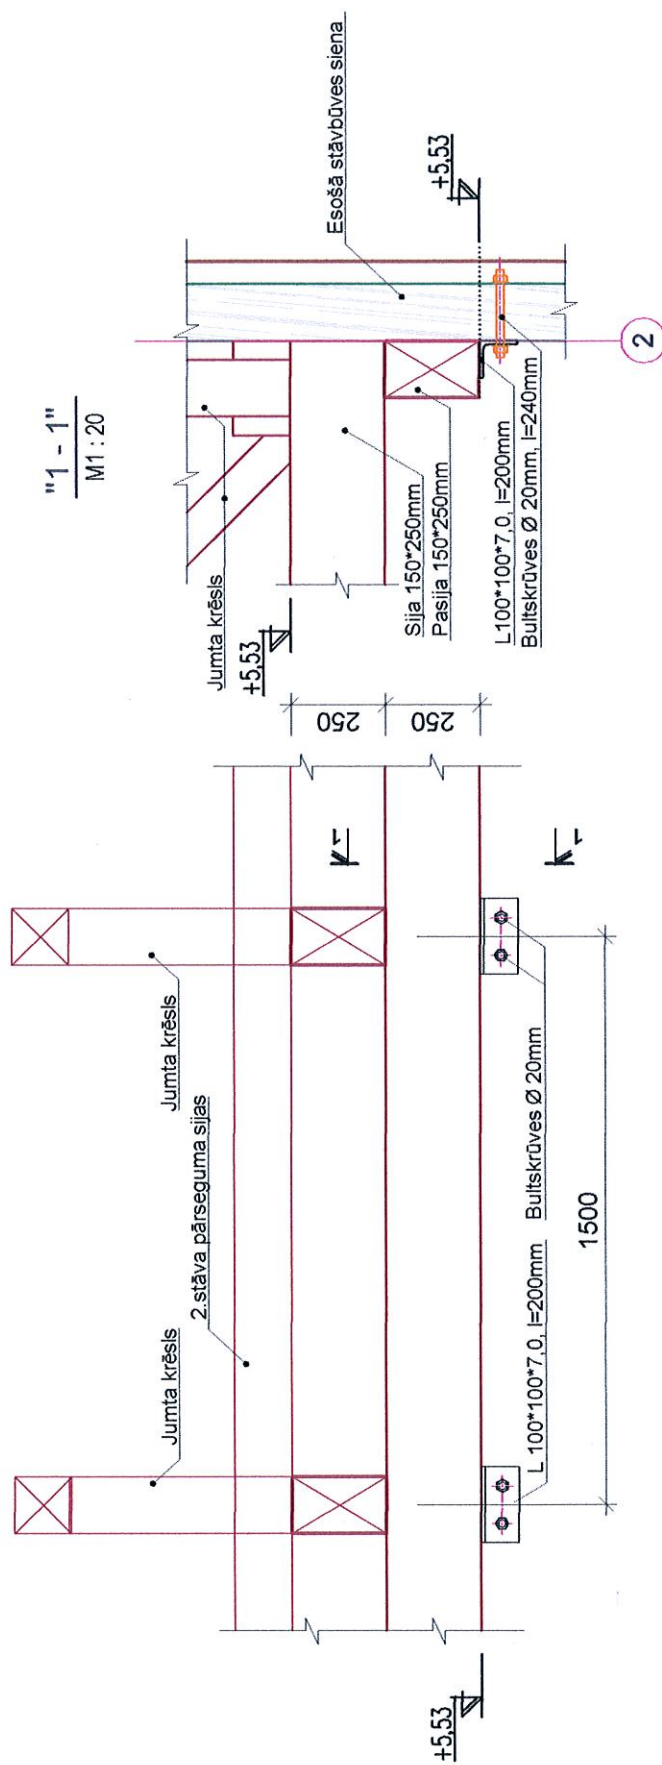 Jumta krēsls
Jumta krēsls
2.stāva pārseguma sijas
+5,53
L 100*100*7,0, l=200mm
Bultskrūves Ø 20mm
1500
1
1
250
250
"1 - 1"
M1 : 20
Jumta krēsls
+5,53
Sija 150*250mm
Pasija 150*250mm
L100*100*7,0, l=200mm
Bultskrūves Ø 20mm, l=240mm
Esošā stāvbūves siena
+5,53
2